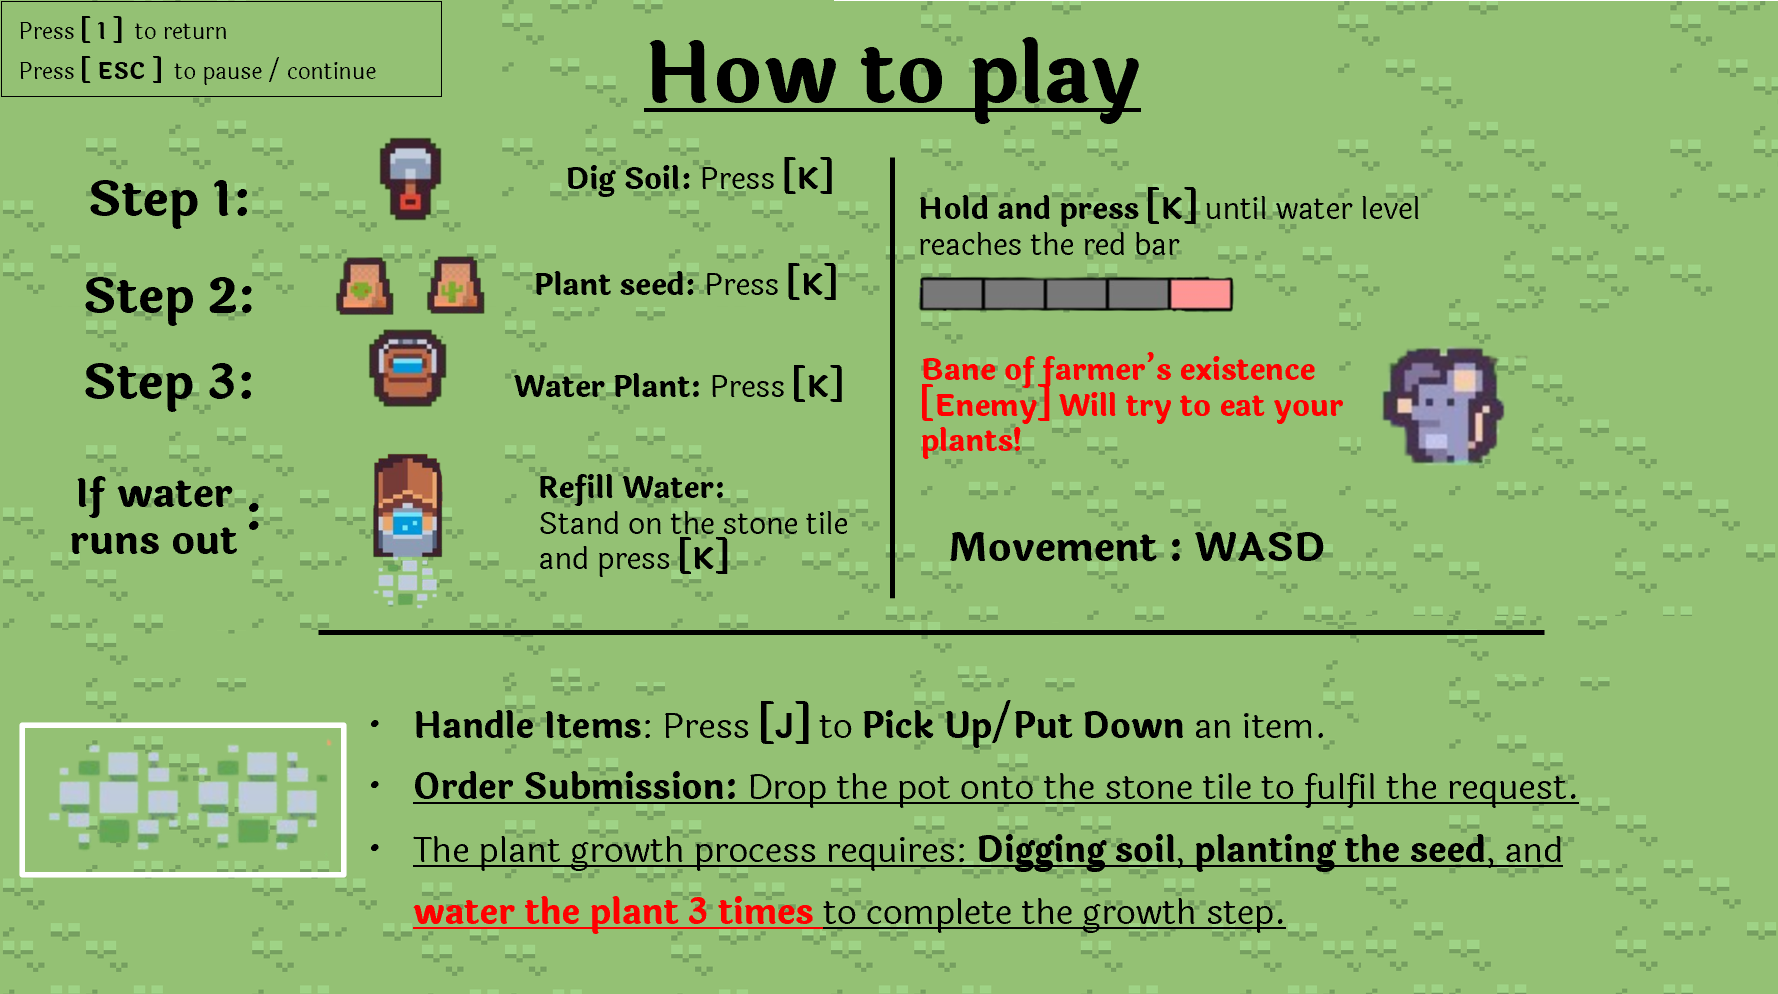 Press [ 1 ] to return
Press [ ESC ] to pause / continue
How to play
Step 1:
Dig Soil: Press [K]
Step 2:
Plant seed: Press [K]
Step 3:
Water Plant: Press [K]
If water
runs out :
Refill Water:
Stand on the stone tile
and press [K]
Hold and press [K] until water level
reaches the red bar
Bane of farmer's existence
[Enemy] Will try to eat your
plants!
Movement : WASD
• Handle Items: Press [J] to Pick Up/Put Down an item.
• Order Submission: Drop the pot onto the stone tile to fulfil the request.
• The plant growth process requires: Digging soil, planting the seed, and
water the plant 3 times to complete the growth step.